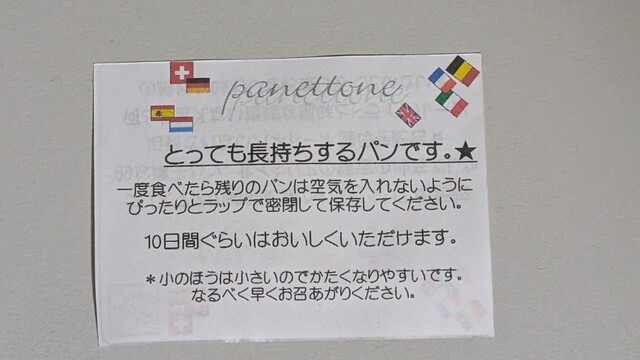 panettone
とっても長持ちするパンです。★
一度食べたら残りのパンは空気を入れないように
ぴったりとラップで密閉して保存してください。
10日間ぐらいはおいしくいただけます。
*小のほうは小さいのでかたくなりやすいです。
なるべく早くお召あがりください。